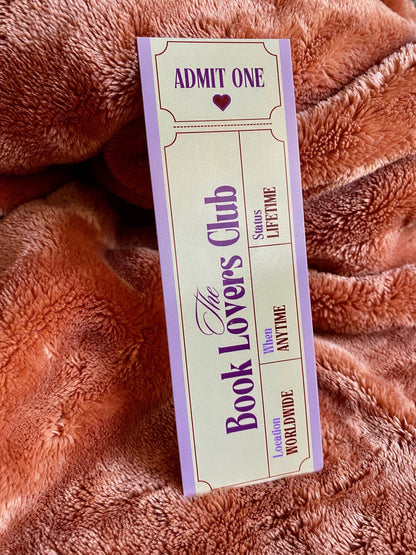 ADMIT ONE
The
Book Lovers Club
Location
WORLDWIDE
When
ANYTIME
Status
LIFETIME